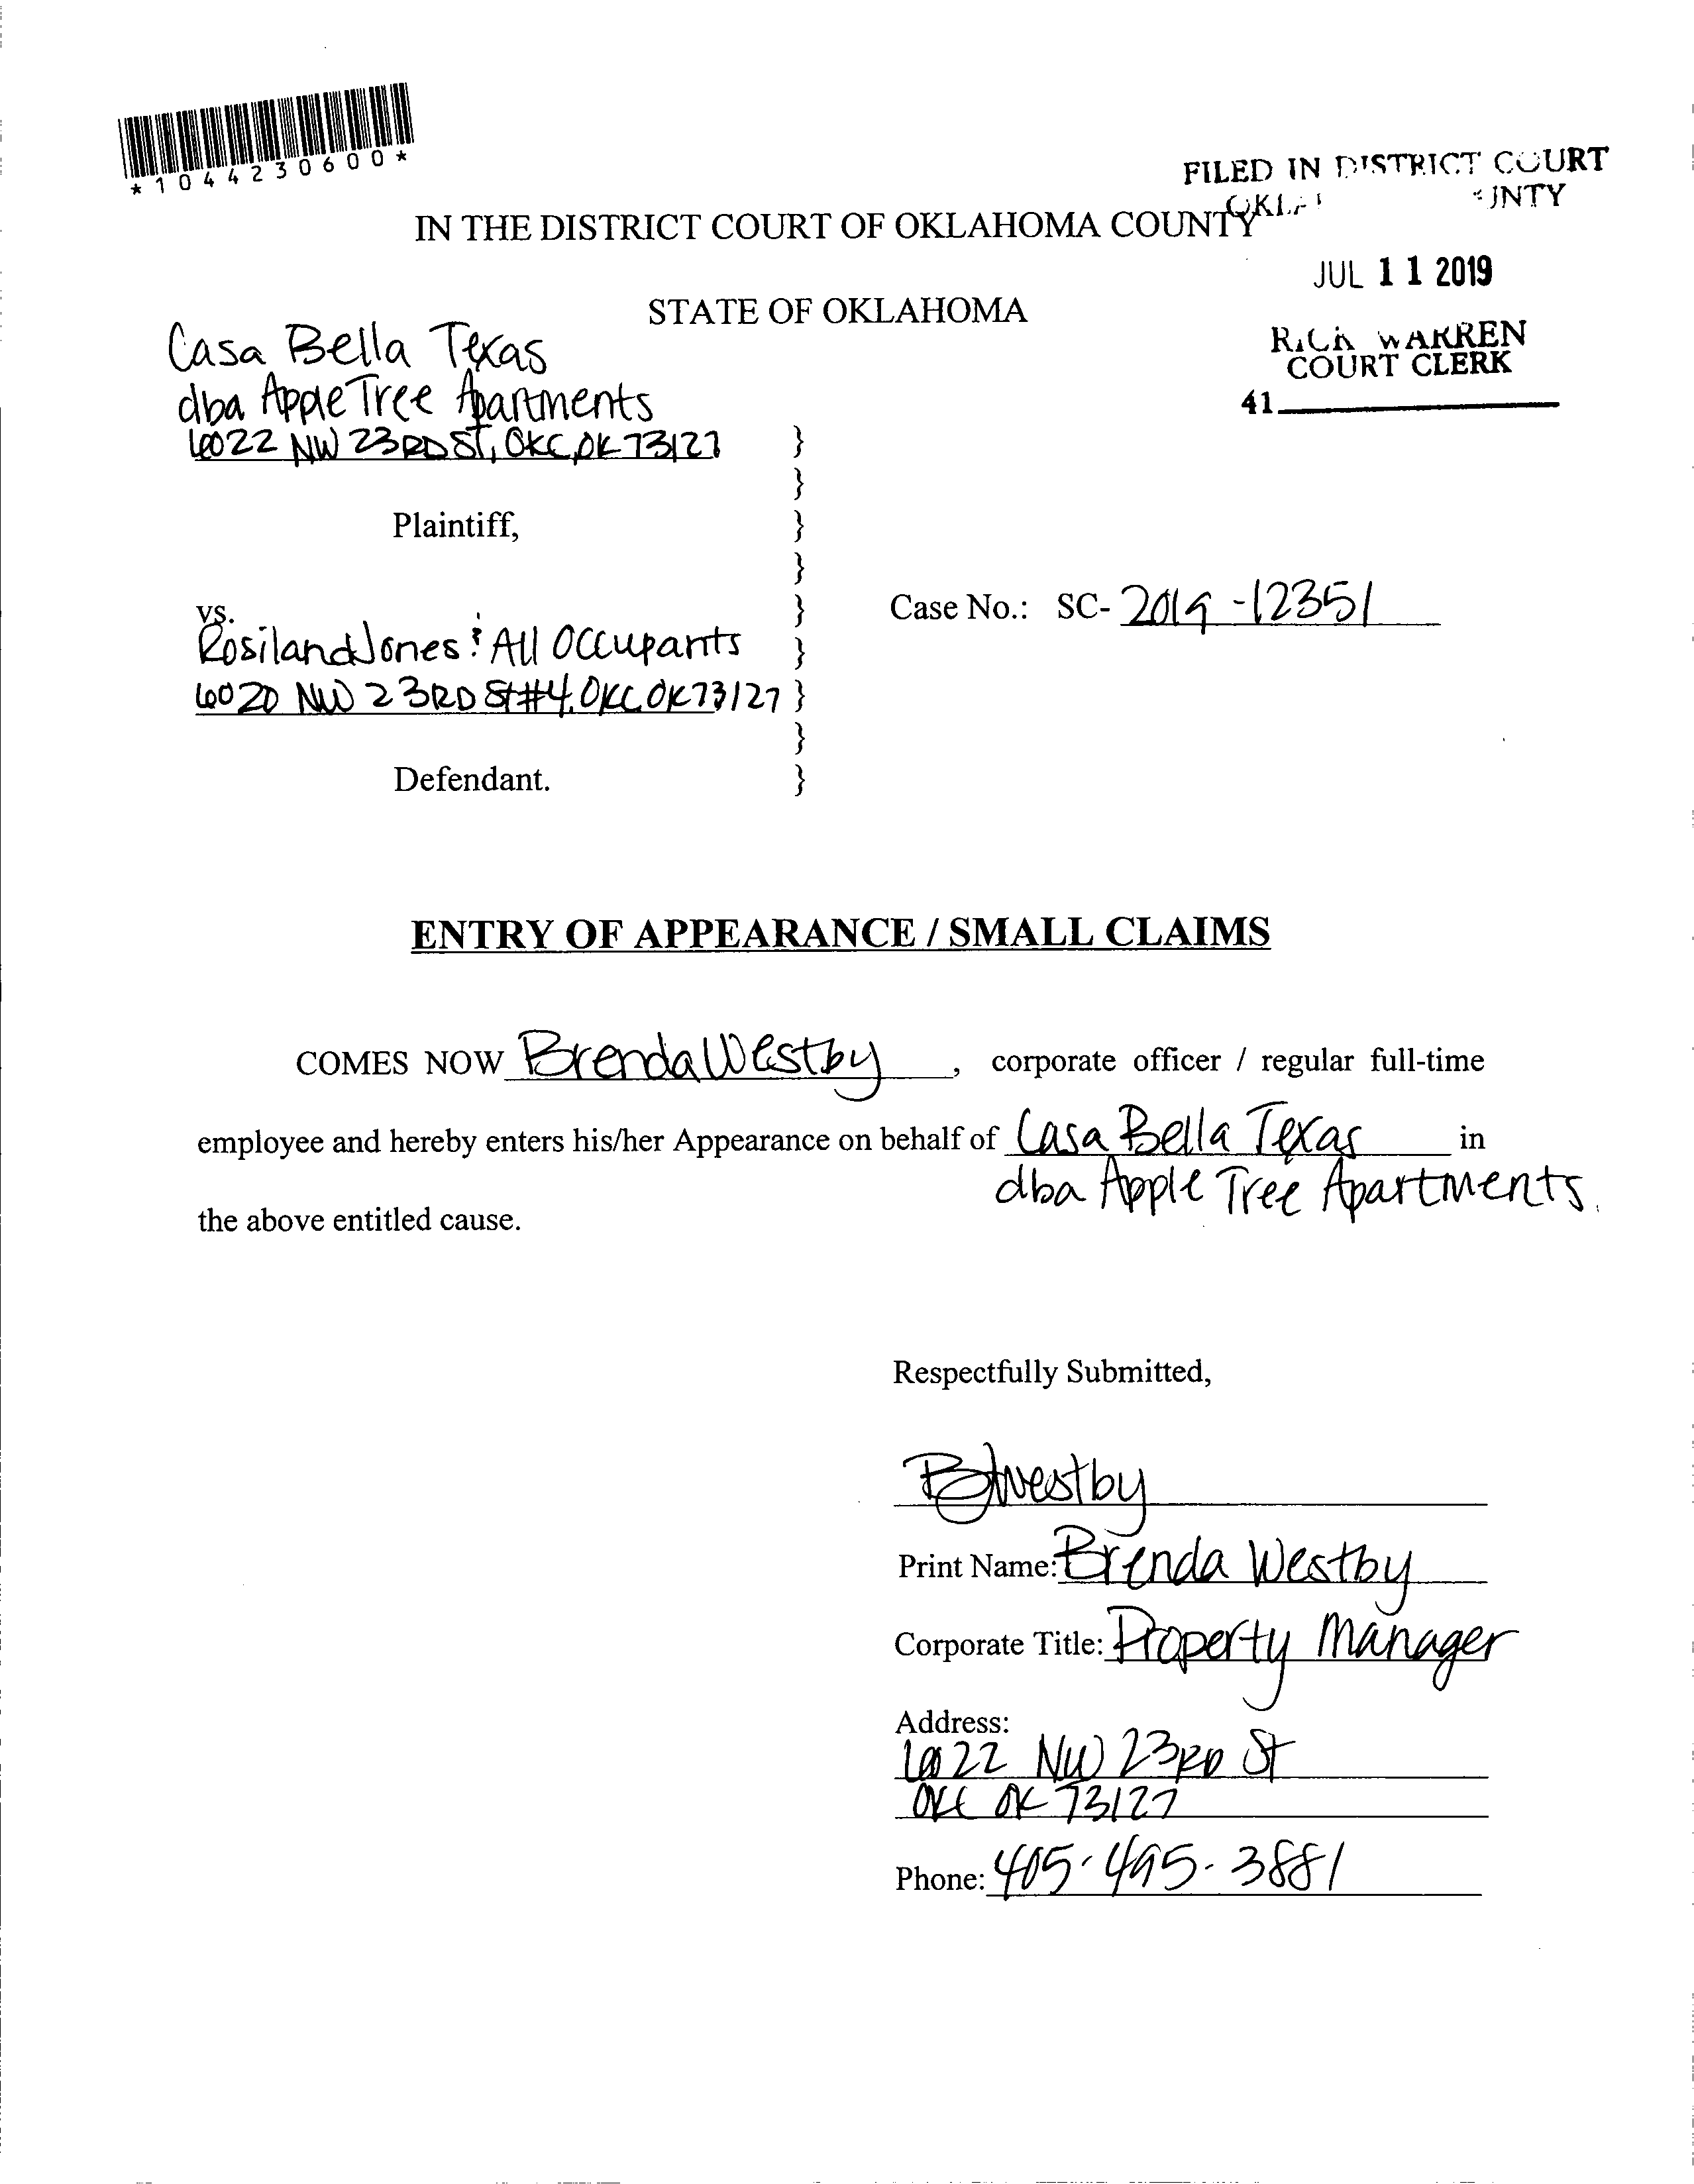 *1044230600*
FILED IN DISTRICT COURT
IN THE DISTRICT COURT OF OKLAHOMA COUNTY
JUL 11 2019
STATE OF OKLAHOMA
RICK WARREN
COURT CLERK
41
Casa Bella Texas
dba Apple Tree Apartments
6022 NW 23RD ST, OKC, OK 73127 }
}
Plaintiff, }
}
vs. }
Case No.: SC-2019-12351
Rosiland Jones & All Occupants }
6020 NW 23RD St #4. OKC OK 73127 }
}
Defendant. }
ENTRY OF APPEARANCE / SMALL CLAIMS
COMES NOW Brenda Westby, corporate officer / regular full-time
employee and hereby enters his/her Appearance on behalf of Casa Bella Texas in
dba Apple Tree Apartments.
the above entitled cause.
Respectfully Submitted,
BWestby
Print Name: Brenda Westby
Corporate Title: Property Manager
Address:
6022 NW 23RD St
OKC OK 73127
Phone: 405-495-3881